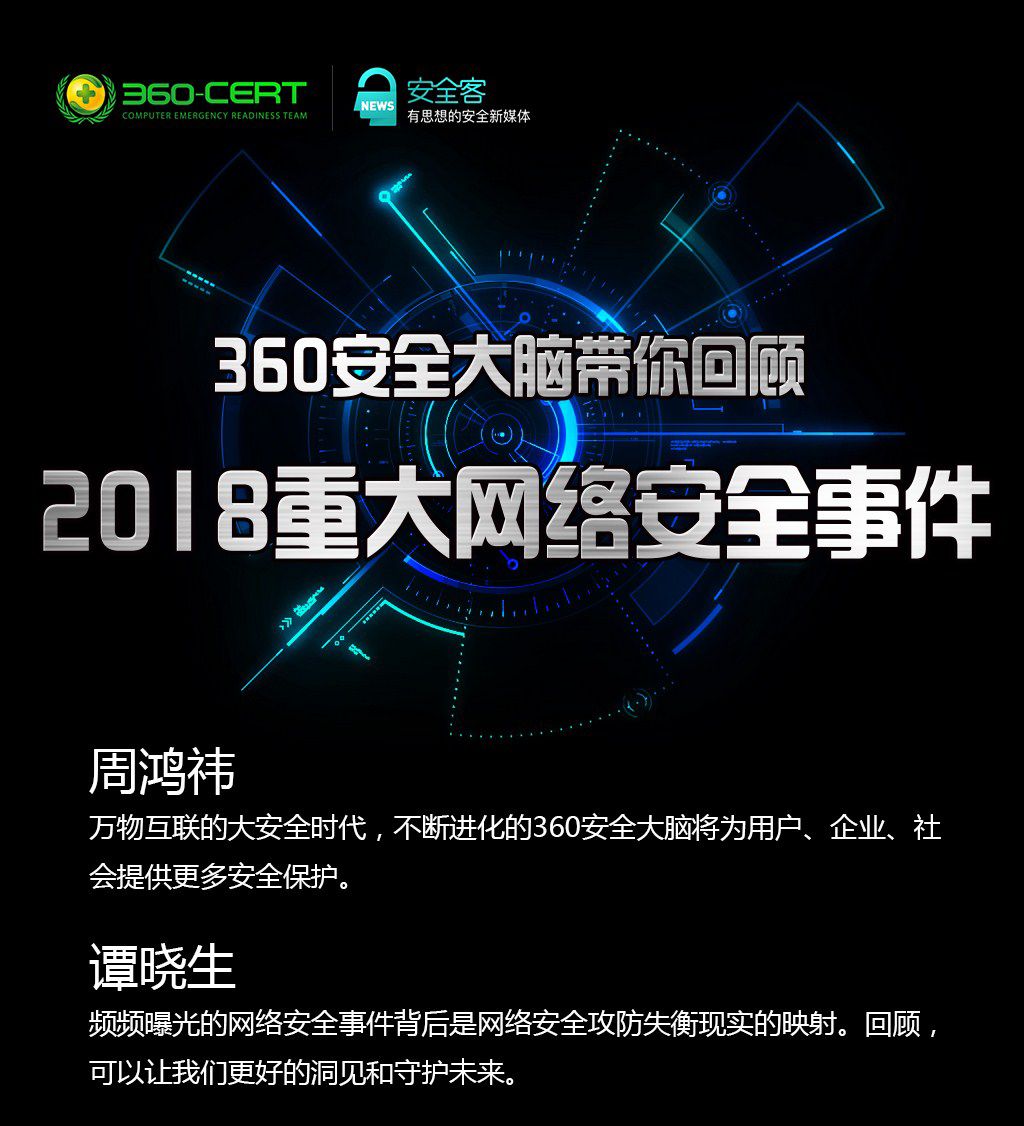 360-CERT
COMPUTER EMERGENCY READINESS TEAM
NEWS
安全客
有思想的安全新媒体
360安全大脑带你回顾
2018重大网络安全事件
周鸿祎
万物互联的大安全时代，不断进化的360安全大脑将为用户、企业、社
会提供更多安全保护。
谭晓生
频频曝光的网络安全事件背后是网络安全攻防失衡现实的映射。回顾，
可以让我们更好的洞见和守护未来。